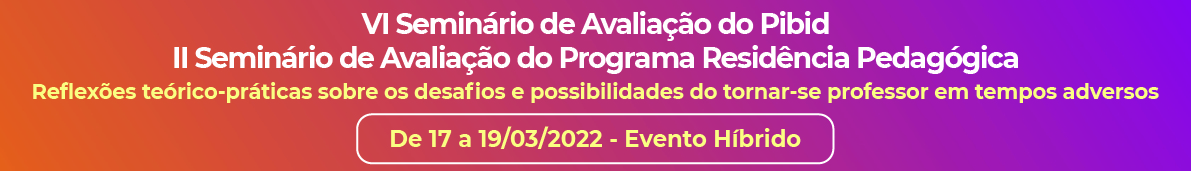 VI Seminário de Avaliação do Pibid
II Seminário de Avaliação do Programa Residência Pedagógica
Reflexões teórico-práticas sobre os desafios e possibilidades do tornar-se professor em tempos adversos
De 17 a 19/03/2022 - Evento Híbrido